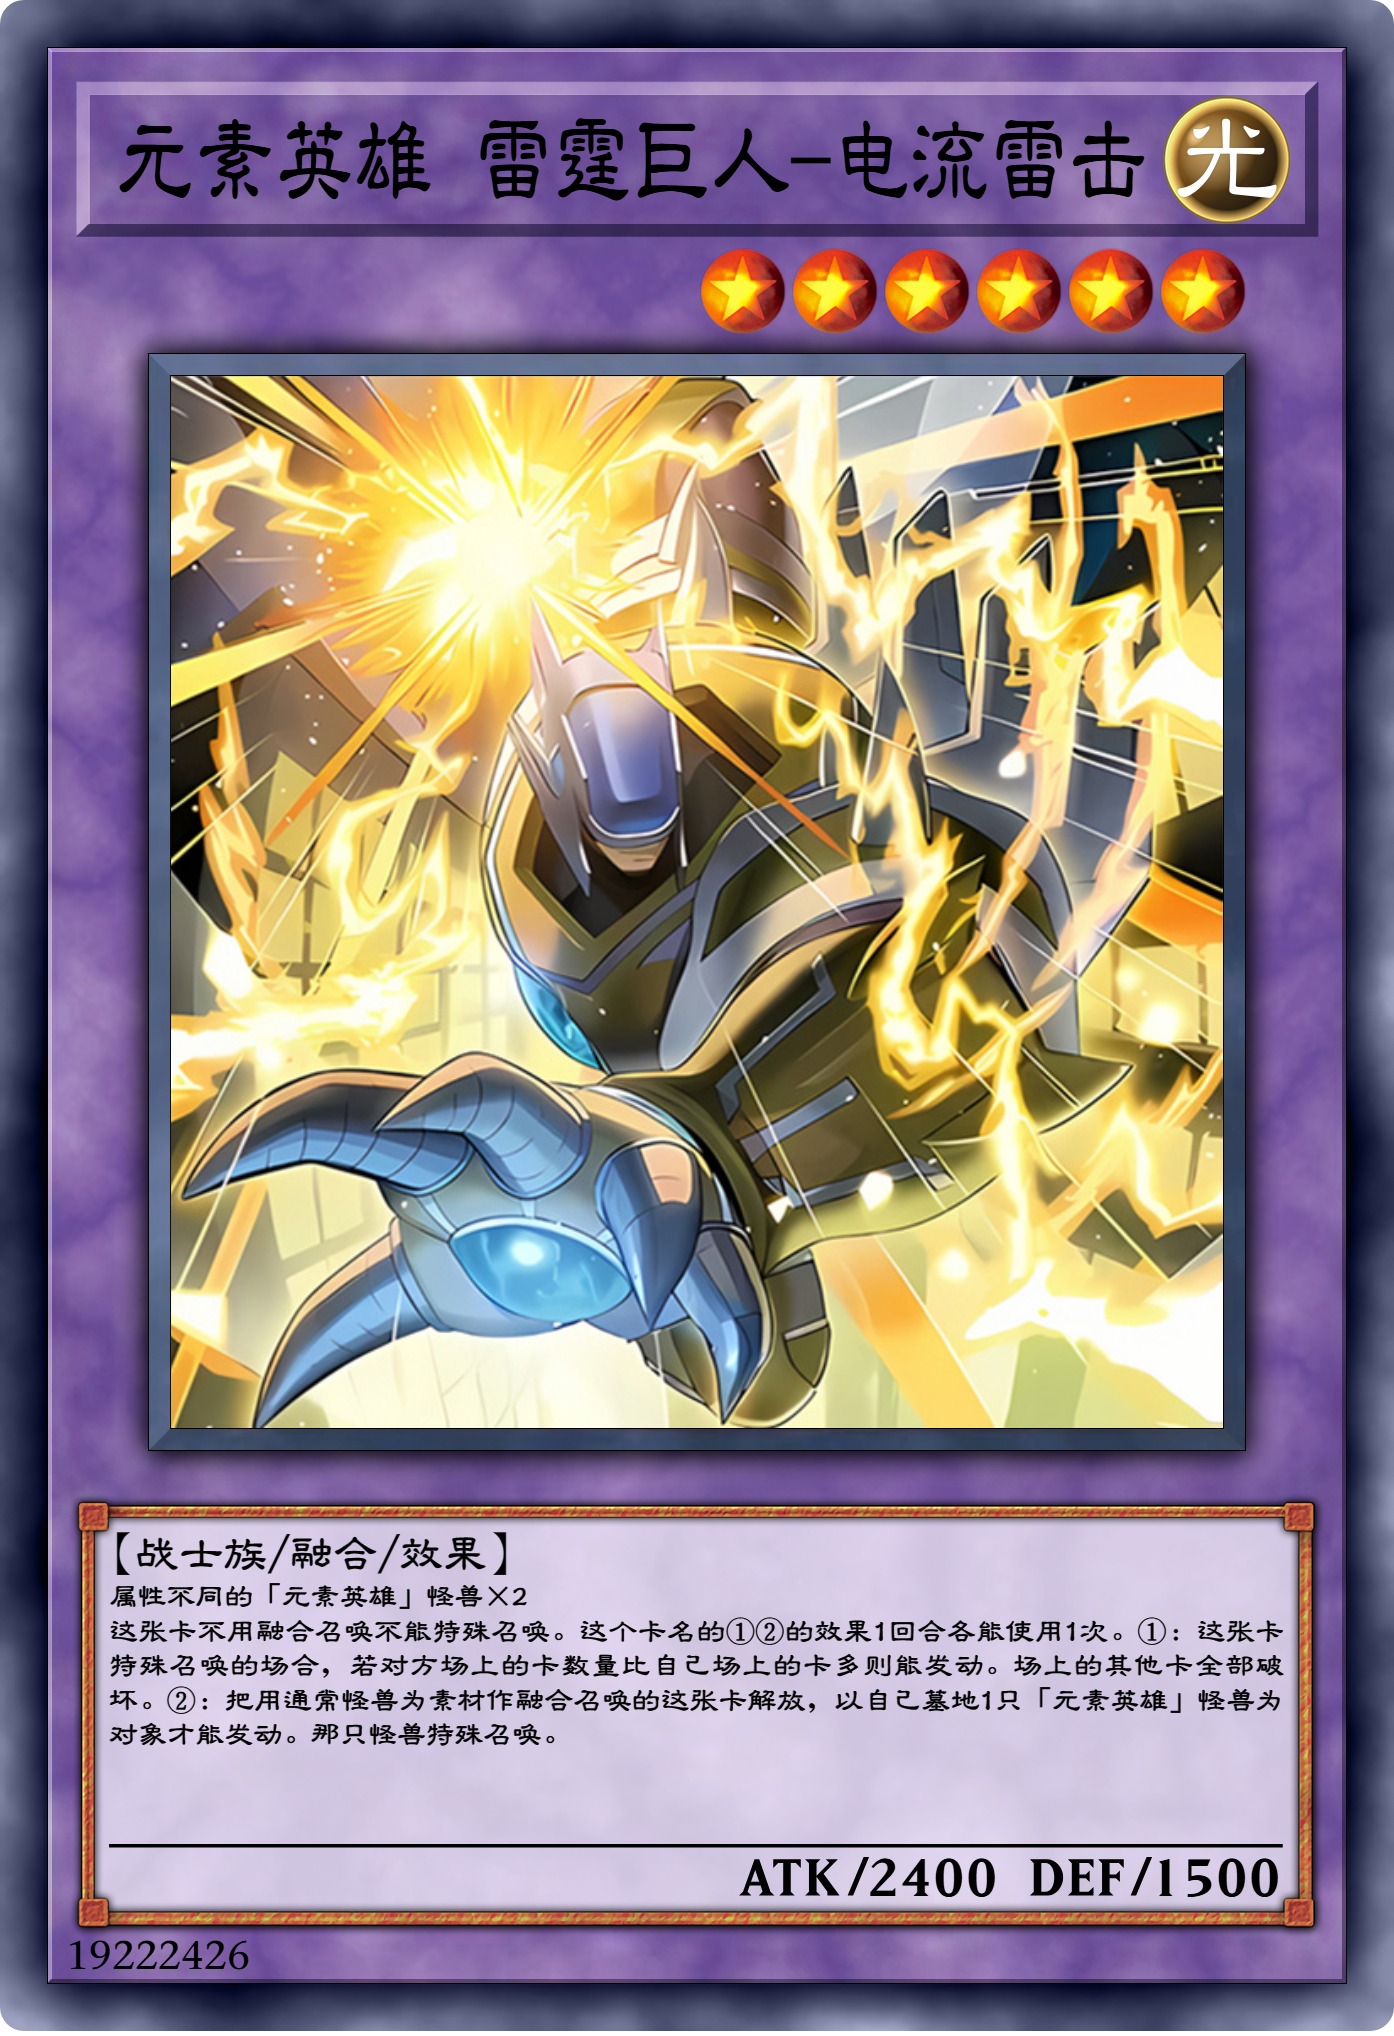 元素英雄 雷霆巨人-电流雷击 光
【战士族/融合/效果】
属性不同的「元素英雄」怪兽×2
这张卡不用融合召唤不能特殊召唤。这个卡名的①②的效果1回合各能使用1次。①：这张卡
特殊召唤的场合，若对方场上的卡数量比自己场上的卡多则能发动。场上的其他卡全部破
坏。②：把用通常怪兽为素材作融合召唤的这张卡解放，以自己墓地1只「元素英雄」怪兽为
对象才能发动。那只怪兽特殊召唤。
ATK/2400 DEF/1500
19222426